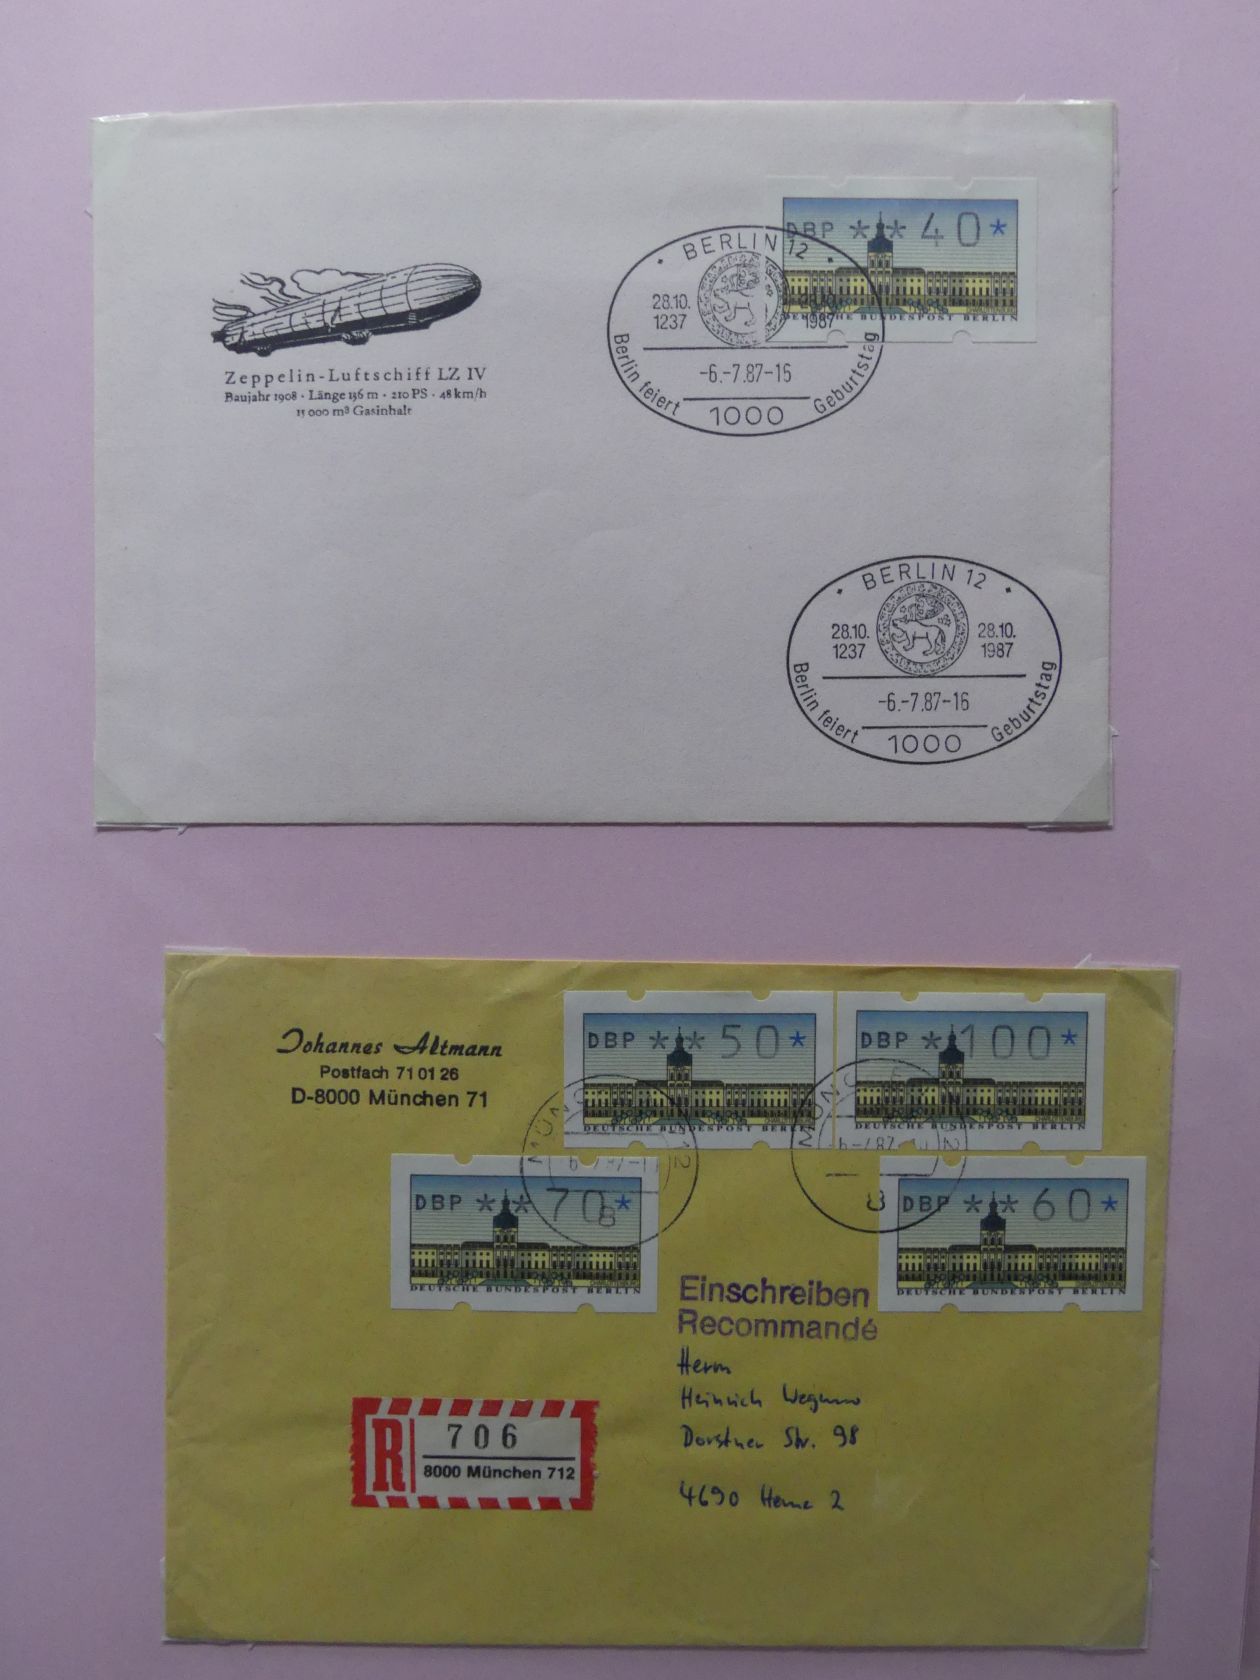 DBP **40*
DEUTSCHE BUNDESPOST BERLIN
BERLIN 12
28.10. 1237
28.10. 1987
-6.-7.87-15
Berlin feiert Geburtstag
1000
Zeppelin-Luftschiff LZ IV
Baujahr 1908 · Länge 136 m · 210 PS · 48 km/h
15 000 m³ Gasinhalt
BERLIN 12
28.10. 1237
28.10. 1987
-6.-7.87-16
Berlin feiert Geburtstag
1000
Johannes Altmann
Postfach 71 01 26
D-8000 München 71
DBP **50*
DEUTSCHE BUNDESPOST BERLIN
DBP *100*
DEUTSCHE BUNDESPOST BERLIN
DBP **70*
DEUTSCHE BUNDESPOST BERLIN
DBP **60*
DEUTSCHE BUNDESPOST BERLIN
8
8
Einschreiben
Recommandé
Herrn
Heinrich
Dorstner Str. 98
4690 Herne 2
R
706
8000 München 712